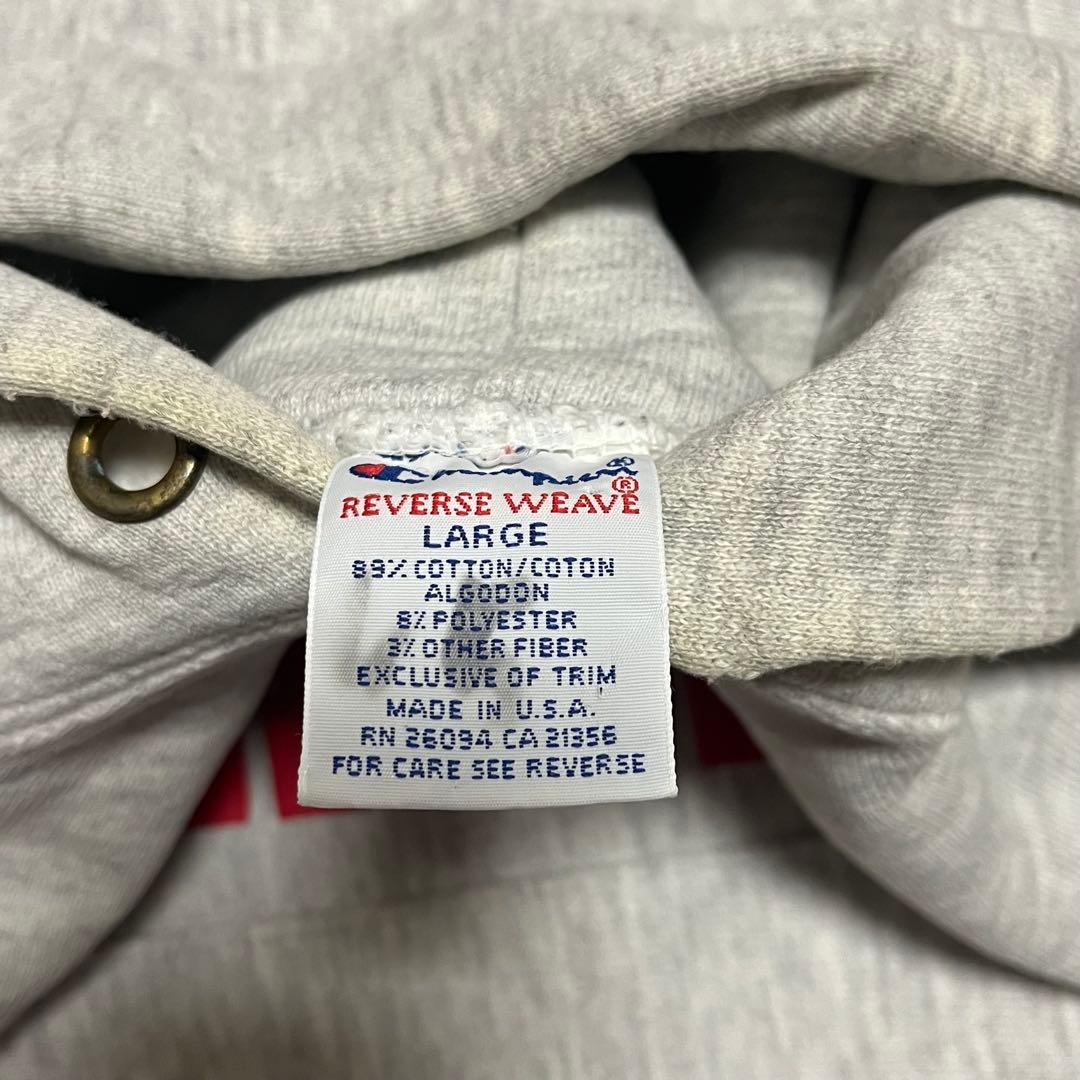 Champion®
REVERSE WEAVE®
LARGE
89% COTTON/COTON
ALGODON
8% POLYESTER
3% OTHER FIBER
EXCLUSIVE OF TRIM
MADE IN U.S.A.
RN 26094 CA 21356
FOR CARE SEE REVERSE